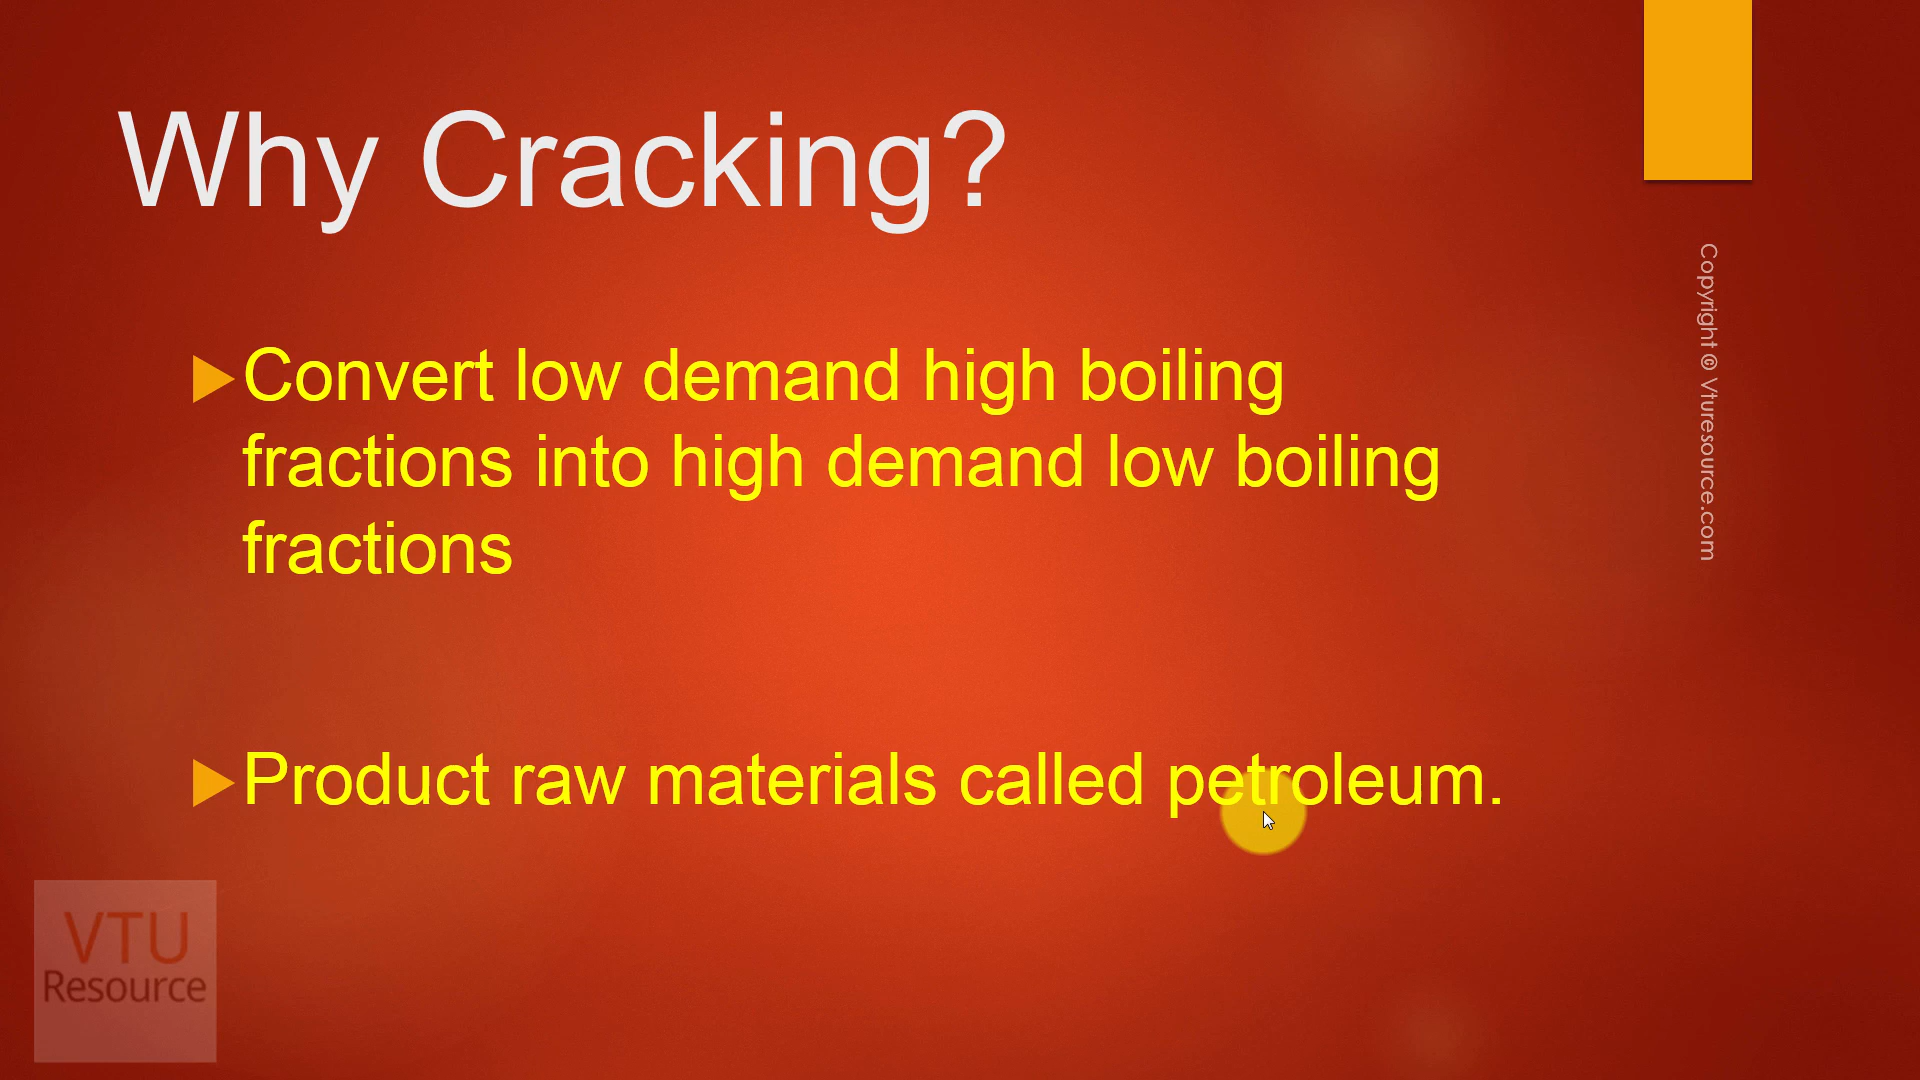 Why Cracking?
Convert low demand high boiling
fractions into high demand low boiling
fractions
Product raw materials called petroleum.
Copyright @ Vturesource.com
VTU
Resource